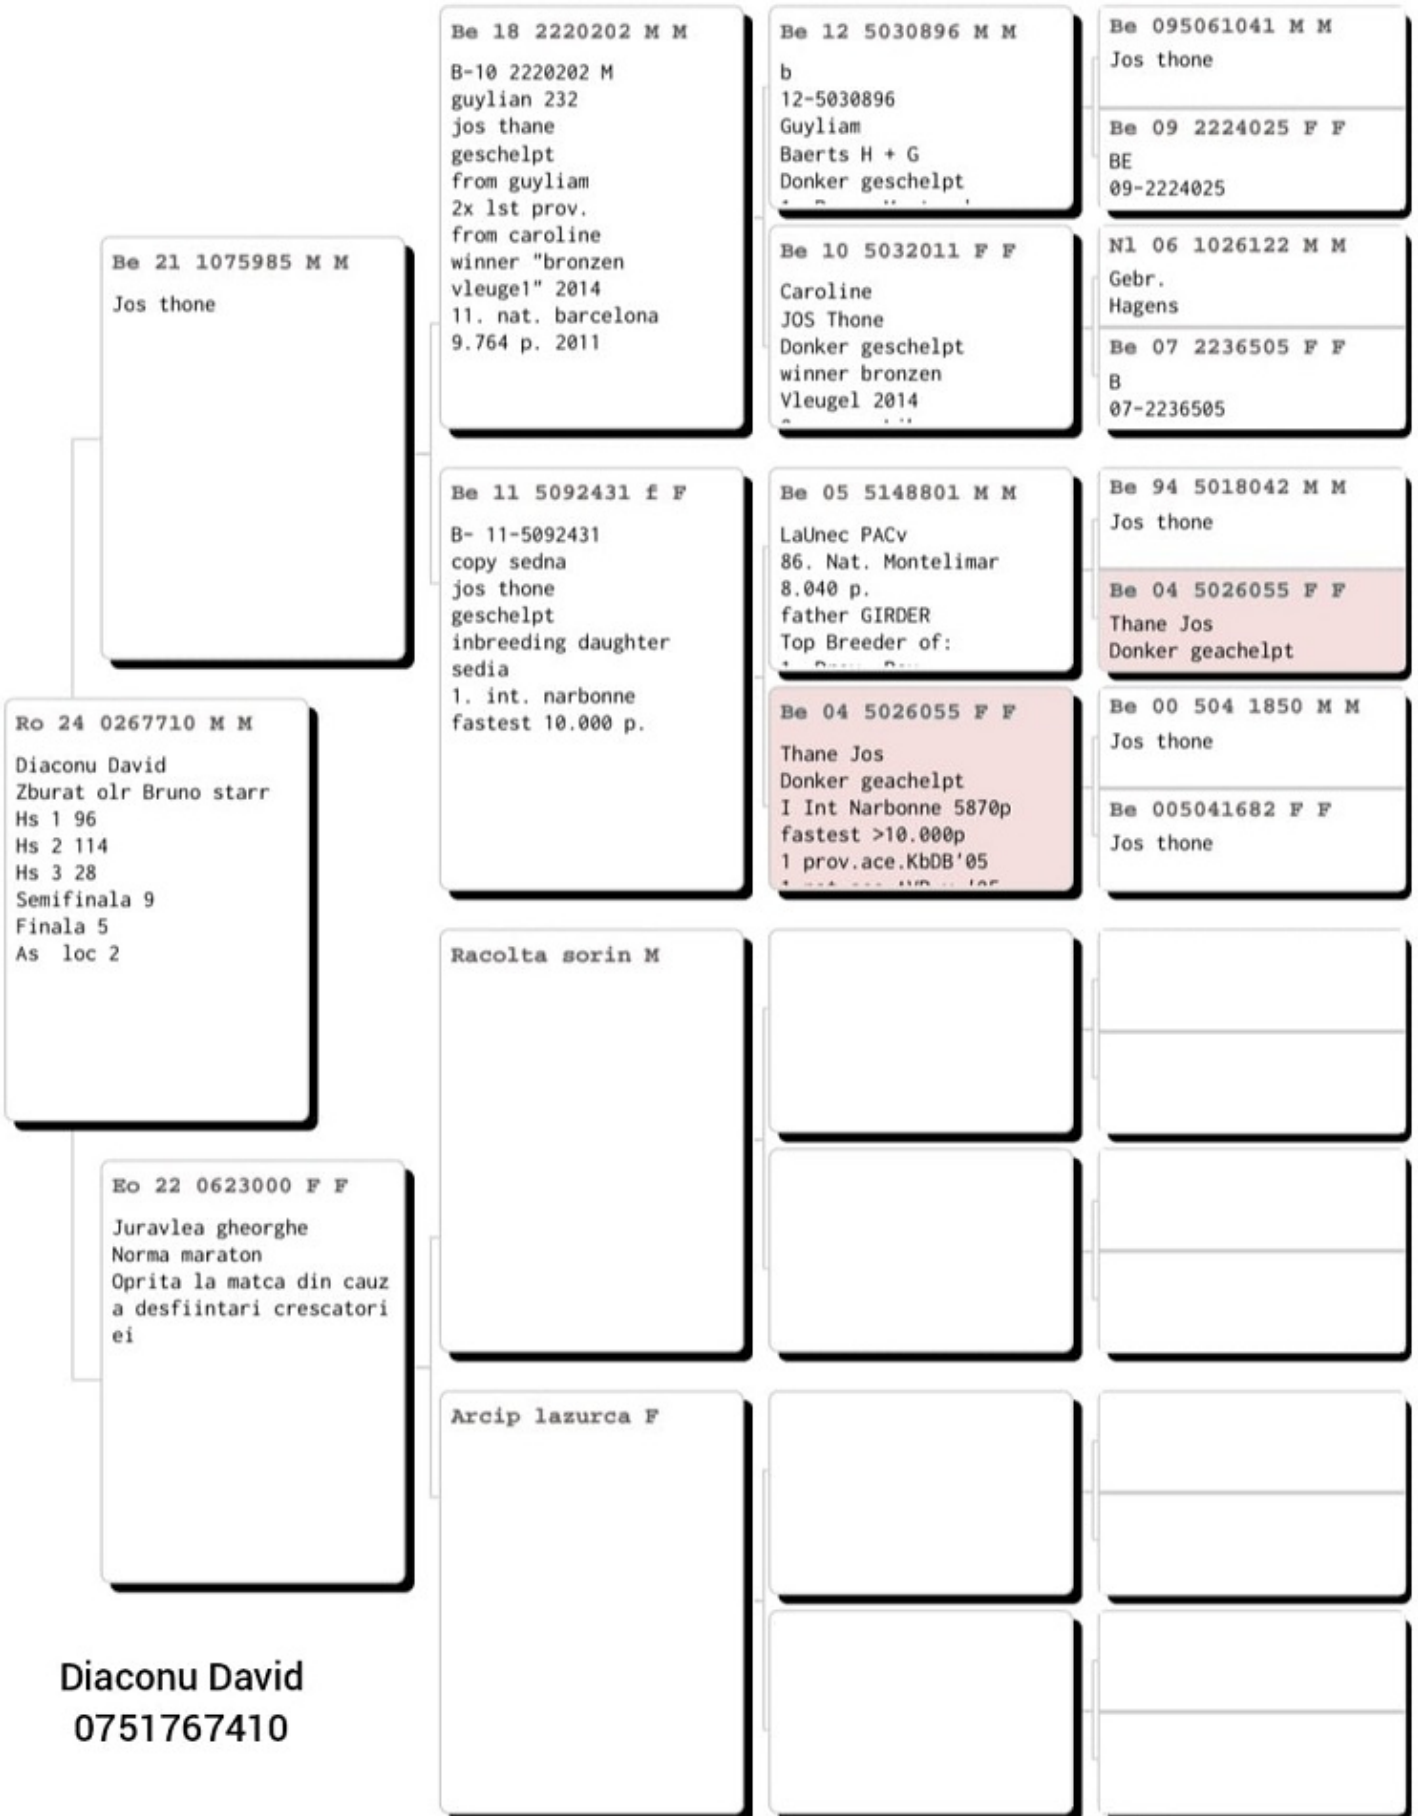 Be 18 2220202 M M
B-10 2220202 M
guylian 232
jos thane
geschelpt
from guyliam
2x lst prov.
from caroline
winner "bronzen
vleuge1" 2014
11. nat. barcelona
9.764 p. 2011
Be 12 5030896 M M
b
12-5030896
Guyliam
Baerts H + G
Donker geschelpt
Be 095061041 M M
Jos thone
Be 09 2224025 F F
BE
09-2224025
Be 21 1075985 M M
Jos thone
Be 10 5032011 F F
Caroline
JOS Thone
Donker geschelpt
winner bronzen
Vleugel 2014
Nl 06 1026122 M M
Gebr.
Hagens
Be 07 2236505 F F
B
07-2236505
Be 11 5092431 f F
B- 11-5092431
copy sedna
jos thone
geschelpt
inbreeding daughter
sedia
1. int. narbonne
fastest 10.000 p.
Be 05 5148801 M M
LaUnec PACv
86. Nat. Montelimar
8.040 p.
father GIRDER
Top Breeder of:
Be 94 5018042 M M
Jos thone
Be 04 5026055 F F
Thane Jos
Donker geachelpt
Ro 24 0267710 M M
Diaconu David
Zburat olr Bruno starr
Hs 1 96
Hs 2 114
Hs 3 28
Semifinala 9
Finala 5
As  loc 2
Be 04 5026055 F F
Thane Jos
Donker geachelpt
I Int Narbonne 5870p
fastest >10.000p
1 prov.ace.KbDB'05
Be 00 504 1850 M M
Jos thone
Be 005041682 F F
Jos thone
Racolta sorin M
Eo 22 0623000 F F
Juravlea gheorghe
Norma maraton
Oprita la matca din cauz
a desfiintari crescatori
ei
Arcip lazurca F
Diaconu David
0751767410